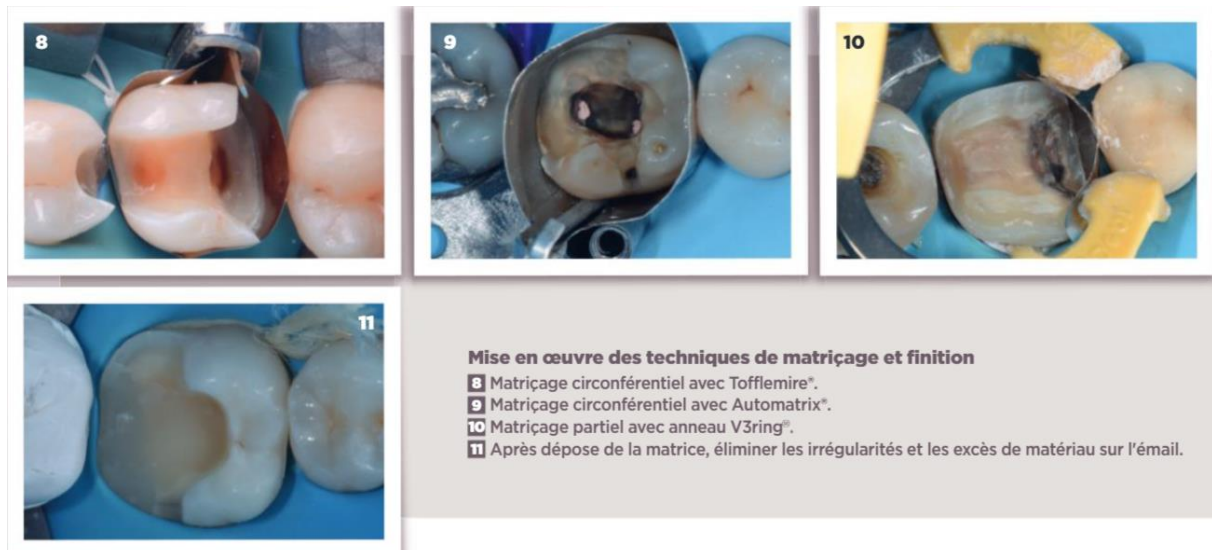 8
9
10
11
Mise en œuvre des techniques de matriçage et finition
8 Matriçage circonférentiel avec Tofflemire®.
9 Matriçage circonférentiel avec Automatrix®.
10 Matriçage partiel avec anneau V3ring®.
11 Après dépose de la matrice, éliminer les irrégularités et les excès de matériau sur l'émail.